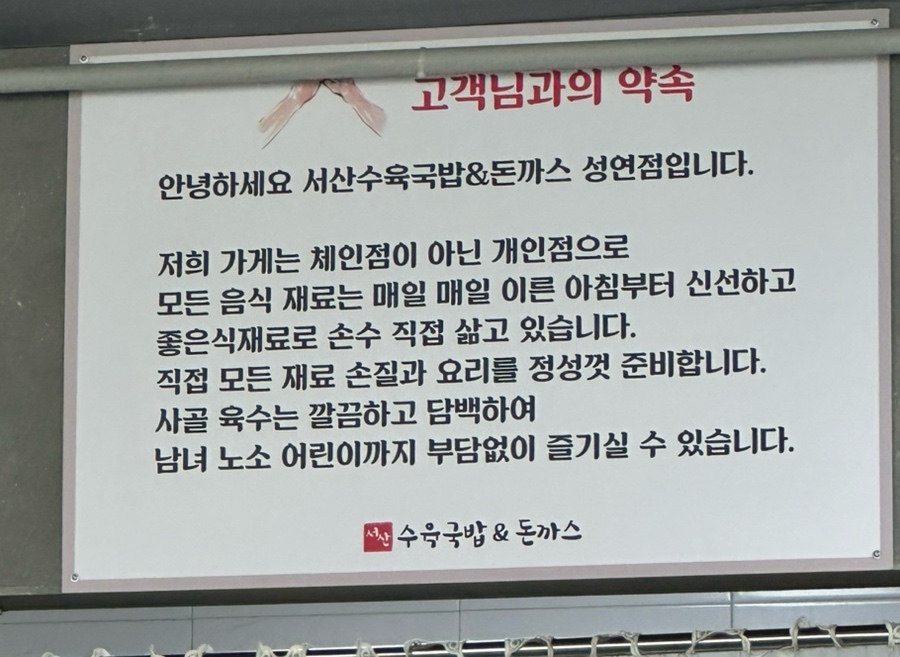 고객님과의 약속
안녕하세요 서산수육국밥&돈까스 성연점입니다.
저희 가게는 체인점이 아닌 개인점으로
모든 음식 재료는 매일 매일 이른 아침부터 신선하고
좋은식재료로 손수 직접 삶고 있습니다.
직접 모든 재료 손질과 요리를 정성껏 준비합니다.
사골 육수는 깔끔하고 담백하여
남녀 노소 어린이까지 부담없이 즐기실 수 있습니다.
서산 수육국밥 & 돈까스